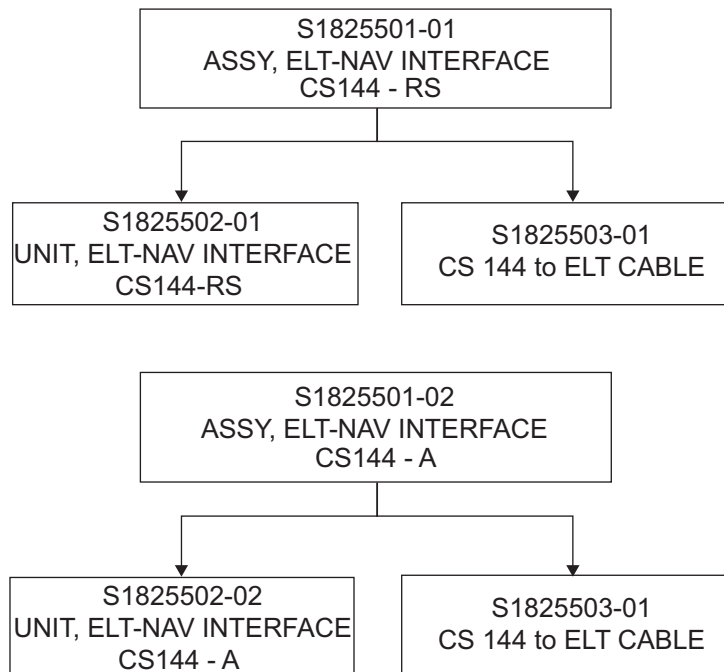 S1825501-01
ASSY, ELT-NAV INTERFACE
CS144 - RS
S1825502-01
UNIT, ELT-NAV INTERFACE
CS144-RS
S1825503-01
CS 144 to ELT CABLE
S1825501-02
ASSY, ELT-NAV INTERFACE
CS144 - A
S1825502-02
UNIT, ELT-NAV INTERFACE
CS144 - A
S1825503-01
CS 144 to ELT CABLE